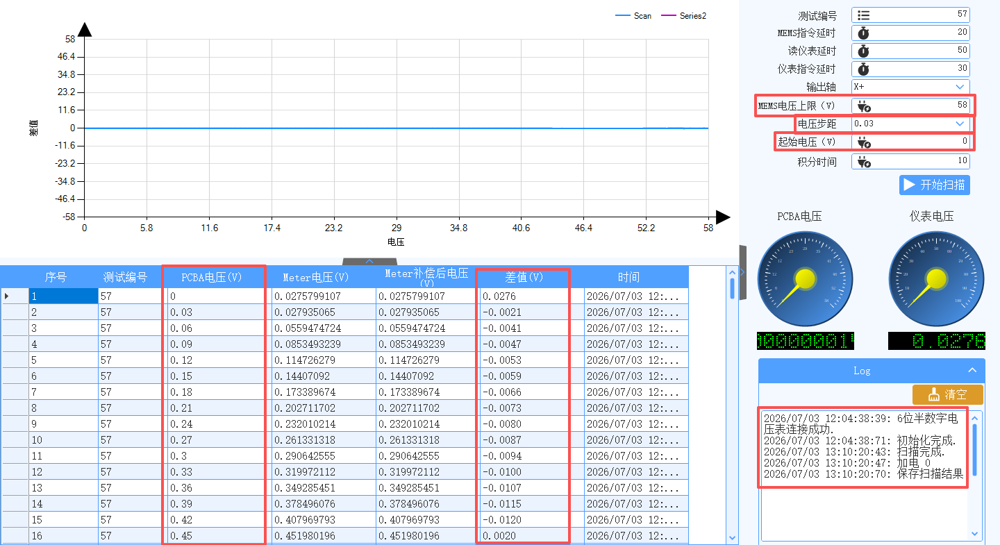 Scan Series2
58
46.4
34.8
23.2
11.6
0
-11.6
-23.2
-34.8
-46.4
-58
差值
0 5.8 11.6 17.4 23.2 29 34.8 40.6 46.4 52.2 58
电压
测试编号 57
MEMS指令延时 20
读仪表延时 50
仪表指令延时 30
输出轴 X+
MEMS电压上限（V） 58
电压步距 0.03
起始电压（V） 0
积分时间 10
开始扫描
PCBA电压 仪表电压
0.0276
Log
清空
2026/07/03 12:04:38:39: 6位半数字电
压表连接成功.
2026/07/03 12:04:38:71: 初始化完成.
2026/07/03 13:10:20:43: 扫描完成.
2026/07/03 13:10:20:47: 加电 0
2026/07/03 13:10:20:70: 保存扫描结果
序号 测试编号 PCBA电压(V) Meter电压(V) Meter补偿后电压(V) 差值(V) 时间
1 57 0 0.0275799107 0.0275799107 0.0276 2026/07/03 12:...
2 57 0.03 0.027935065 0.027935065 -0.0021 2026/07/03 12:...
3 57 0.06 0.0559474724 0.0559474724 -0.0041 2026/07/03 12:...
4 57 0.09 0.0853493239 0.0853493239 -0.0047 2026/07/03 12:...
5 57 0.12 0.114726279 0.114726279 -0.0053 2026/07/03 12:...
6 57 0.15 0.14407092 0.14407092 -0.0059 2026/07/03 12:...
7 57 0.18 0.173389674 0.173389674 -0.0066 2026/07/03 12:...
8 57 0.21 0.202711702 0.202711702 -0.0073 2026/07/03 12:...
9 57 0.24 0.232010214 0.232010214 -0.0080 2026/07/03 12:...
10 57 0.27 0.261331318 0.261331318 -0.0087 2026/07/03 12:...
11 57 0.3 0.290642555 0.290642555 -0.0094 2026/07/03 12:...
12 57 0.33 0.319972112 0.319972112 -0.0100 2026/07/03 12:...
13 57 0.36 0.349285451 0.349285451 -0.0107 2026/07/03 12:...
14 57 0.39 0.378496076 0.378496076 -0.0115 2026/07/03 12:...
15 57 0.42 0.407969793 0.407969793 -0.0120 2026/07/03 12:...
16 57 0.45 0.451980196 0.451980196 0.0020 2026/07/03 12:...